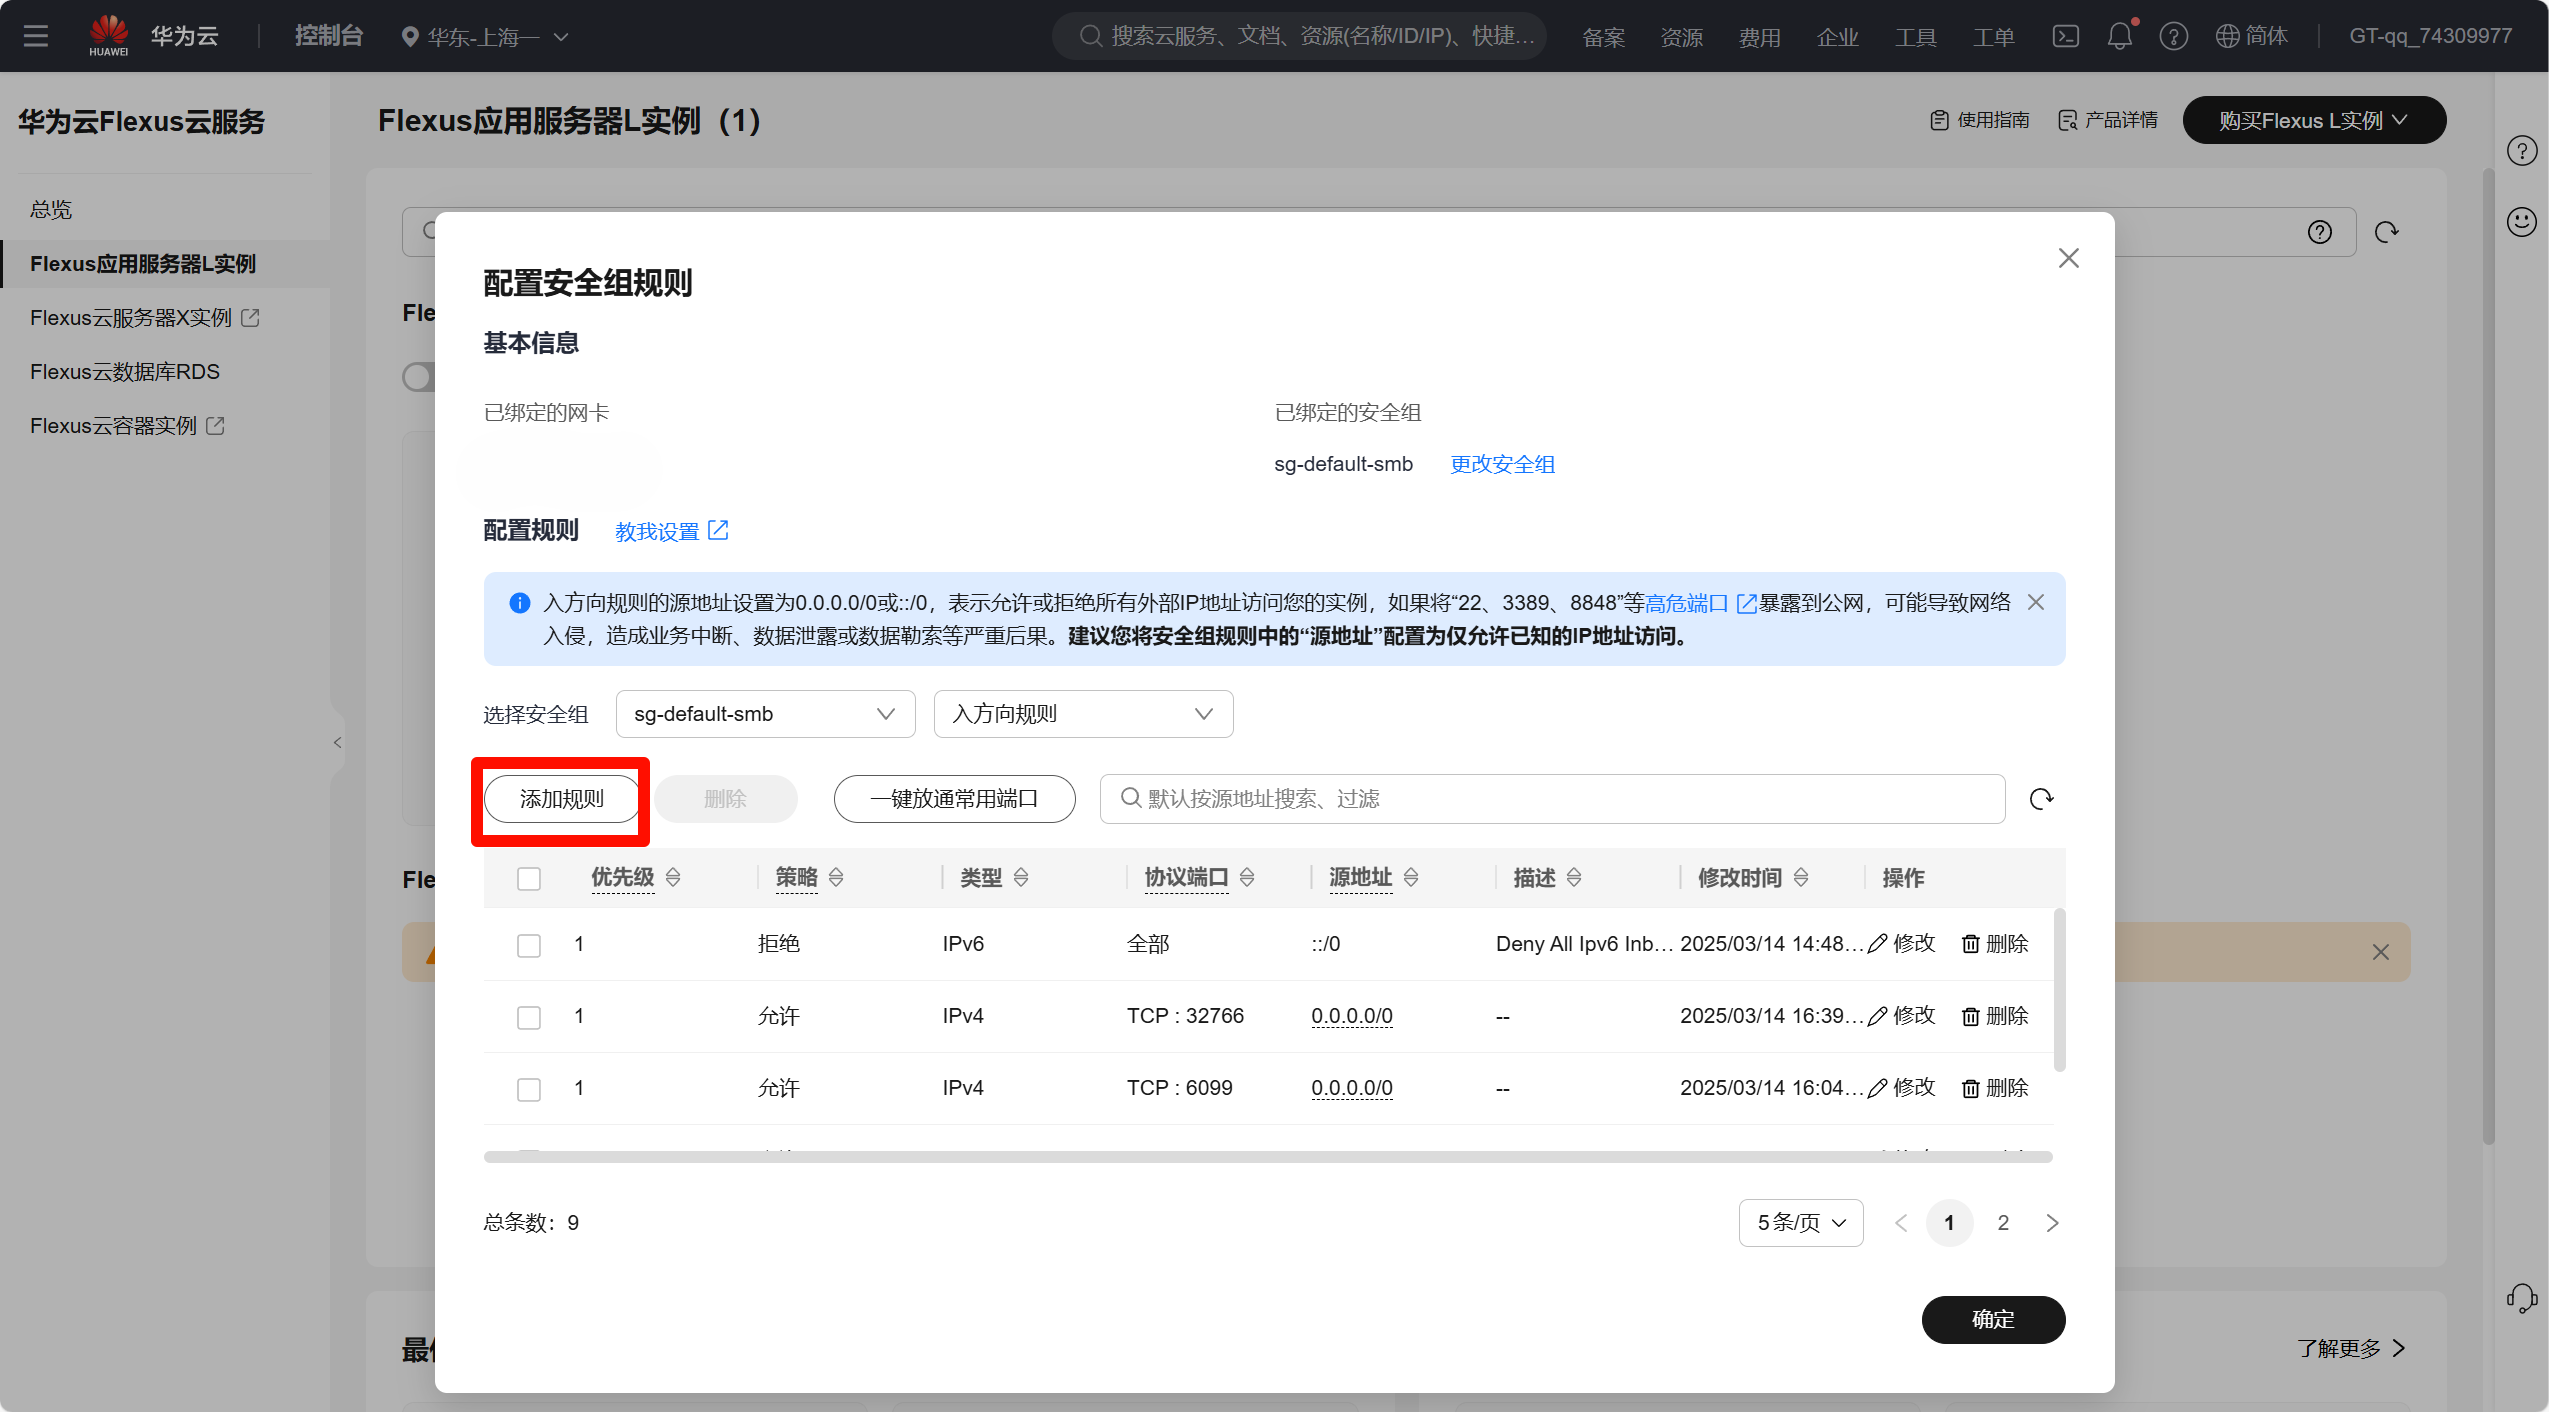 HUAWEI 华为云 控制台 华东-上海一 搜索云服务、文档、资源(名称/ID/IP)、快捷... 备案 资源 费用 企业 工具 工单 简体 GT-qq_74309977
华为云Flexus云服务
总览
Flexus应用服务器L实例
Flexus云服务器X实例
Flexus云数据库RDS
Flexus云容器实例
Flexus应用服务器L实例（1）
使用指南 产品详情 购买Flexus L实例
Fle
Fle
了解更多
配置安全组规则
基本信息
已绑定的网卡 已绑定的安全组
sg-default-smb 更改安全组
配置规则 教我设置
入方向规则的源地址设置为0.0.0.0/0或::/0，表示允许或拒绝所有外部IP地址访问您的实例，如果将“22、3389、8848”等高危端口暴露到公网，可能导致网络
入侵，造成业务中断、数据泄露或数据勒索等严重后果。建议您将安全组规则中的“源地址”配置为仅允许已知的IP地址访问。
选择安全组 sg-default-smb 入方向规则
添加规则 删除 一键放通常用端口 默认按源地址搜索、过滤
优先级 策略 类型 协议端口 源地址 描述 修改时间 操作
1 拒绝 IPv6 全部 ::/0 Deny All Ipv6 Inb... 2025/03/14 14:48... 修改 删除
1 允许 IPv4 TCP : 32766 0.0.0.0/0 -- 2025/03/14 16:39... 修改 删除
1 允许 IPv4 TCP : 6099 0.0.0.0/0 -- 2025/03/14 16:04... 修改 删除
总条数：9 5条/页 1 2
确定